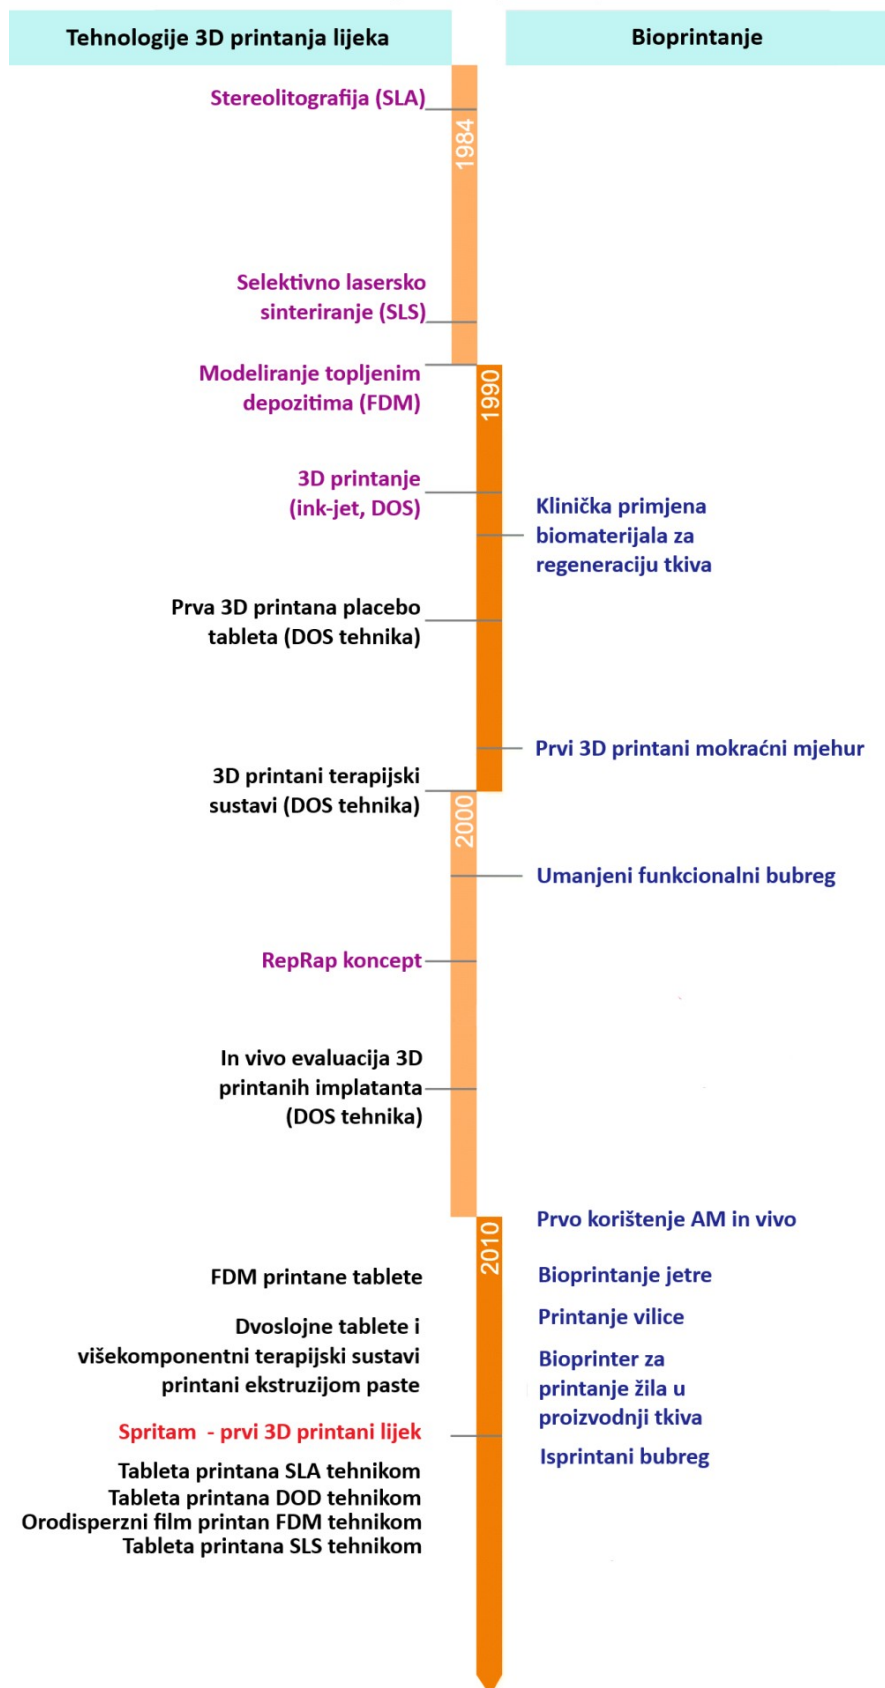 Tehnologije 3D printanja lijeka
Bioprintanje
Stereolitografija (SLA)
1984
Selektivno lasersko
sinteriranje (SLS)
Modeliranje topljenim
depozitima (FDM)
1990
3D printanje
(ink-jet, DOS)
Klinička primjena
biomaterijala za
regeneraciju tkiva
Prva 3D printana placebo
tableta (DOS tehnika)
Prvi 3D printani mokraćni mjehur
3D printani terapijski
sustavi (DOS tehnika)
2000
Umanjeni funkcionalni bubreg
RepRap koncept
In vivo evaluacija 3D
printanih implatanta
(DOS tehnika)
Prvo korištenje AM in vivo
2010
FDM printane tablete
Bioprintanje jetre
Dvoslojne tablete i
višekomponentni terapijski sustavi
printani ekstruzijom paste
Printanje vilice
Bioprinter za
printanje žila u
proizvodnji tkiva
Spritam - prvi 3D printani lijek
Isprintani bubreg
Tableta printana SLA tehnikom
Tableta printana DOD tehnikom
Orodisperzni film printan FDM tehnikom
Tableta printana SLS tehnikom